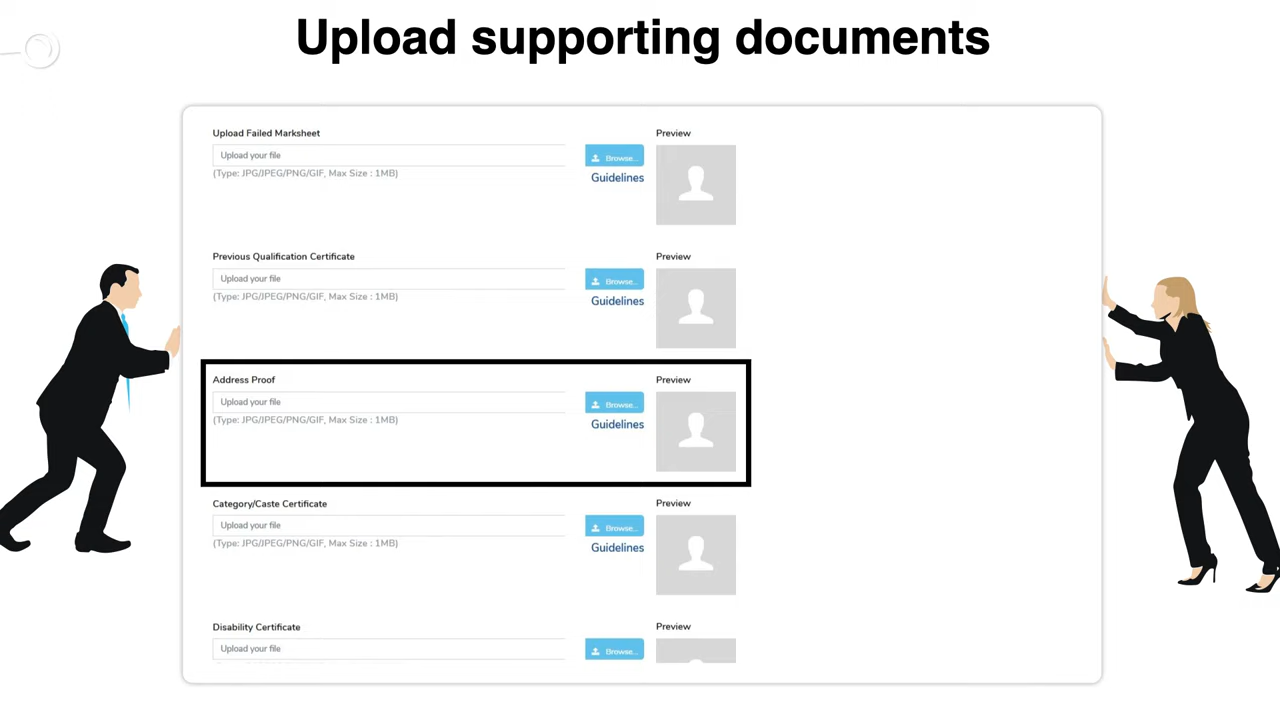 Upload supporting documents
Upload Failed Marksheet
Preview
Upload your file
Browse...
(Type: JPG/JPEG/PNG/GIF, Max Size : 1MB)
Guidelines
Previous Qualification Certificate
Preview
Upload your file
Browse...
(Type: JPG/JPEG/PNG/GIF, Max Size : 1MB)
Guidelines
Address Proof
Preview
Upload your file
Browse...
(Type: JPG/JPEG/PNG/GIF, Max Size : 1MB)
Guidelines
Category/Caste Certificate
Preview
Upload your file
Browse...
(Type: JPG/JPEG/PNG/GIF, Max Size : 1MB)
Guidelines
Disability Certificate
Preview
Upload your file
Browse...